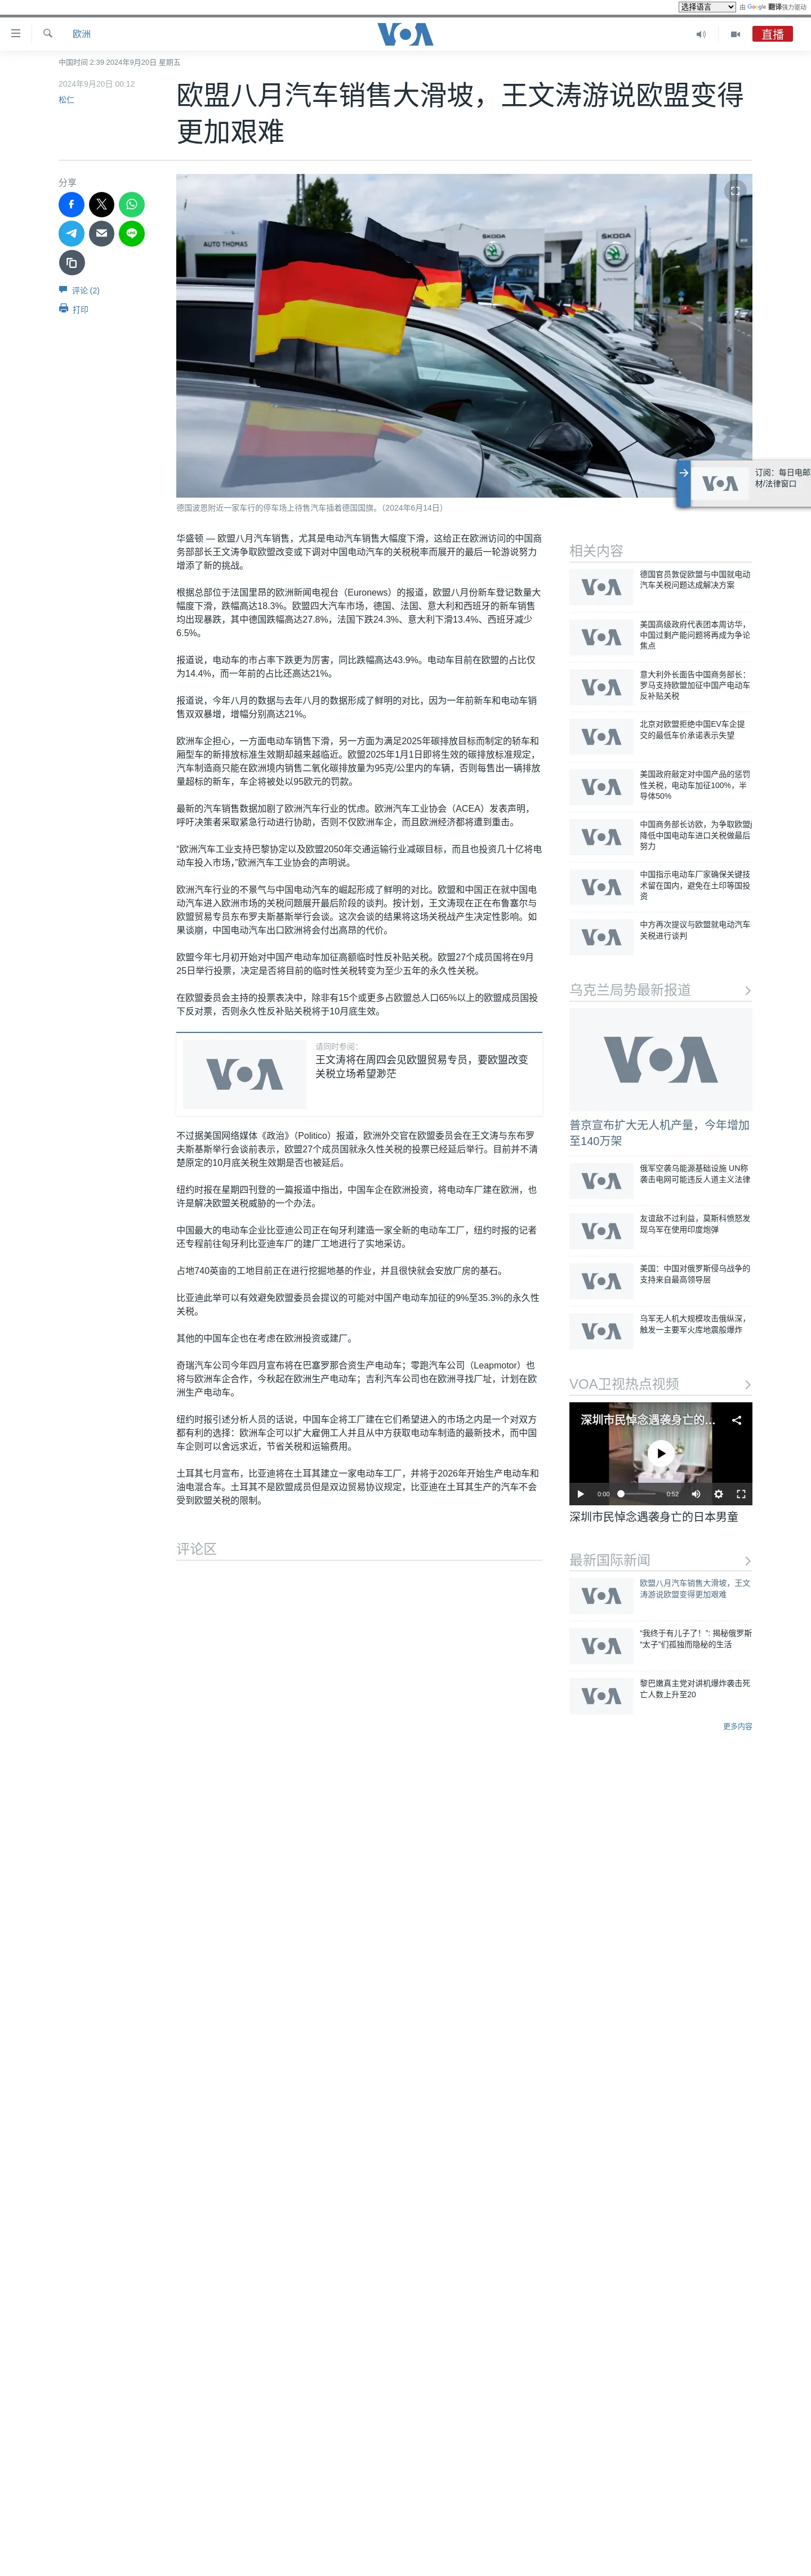 选择语言
由 Google 翻译强力驱动
欧洲
VOA
直播
中国时间 2:39 2024年9月20日 星期五
2024年9月20日 00:12
松仁
欧盟八月汽车销售大滑坡，王文涛游说欧盟变得
更加艰难
分享
评论 (2)
打印
AUTO THOMAS
ŠKODA
ŠKODA
AUTO
THOMAS
德国波恩附近一家车行的停车场上待售汽车插着德国国旗。（2024年6月14日）
订阅：每日电邮
材/法律窗口
华盛顿 — 欧盟八月汽车销售，尤其是电动汽车销售大幅度下滑，这给正在欧洲访问的中国商
务部部长王文涛争取欧盟改变或下调对中国电动汽车的关税税率而展开的最后一轮游说努力
增添了新的挑战。
根据总部位于法国里昂的欧洲新闻电视台（Euronews）的报道，欧盟八月份新车登记数量大
幅度下滑，跌幅高达18.3%。欧盟四大汽车市场，德国、法国、意大利和西班牙的新车销售
均出现暴跌，其中德国跌幅高达27.8%，法国下跌24.3%、意大利下滑13.4%、西班牙减少
6.5%。
报道说，电动车的市占率下跌更为厉害，同比跌幅高达43.9%。电动车目前在欧盟的占比仅
为14.4%，而一年前的占比还高达21%。
报道说，今年八月的数据与去年八月的数据形成了鲜明的对比，因为一年前新车和电动车销
售双双暴增，增幅分别高达21%。
欧洲车企担心，一方面电动车销售下滑，另一方面为满足2025年碳排放目标而制定的轿车和
厢型车的新排放标准生效期却越来越临近。欧盟2025年1月1日即将生效的碳排放标准规定，
汽车制造商只能在欧洲境内销售二氧化碳排放量为95克/公里内的车辆，否则每售出一辆排放
量超标的新车，车企将被处以95欧元的罚款。
最新的汽车销售数据加剧了欧洲汽车行业的忧虑。欧洲汽车工业协会（ACEA）发表声明，
呼吁决策者采取紧急行动进行协助，否则不仅欧洲车企，而且欧洲经济都将遭到重击。
“欧洲汽车工业支持巴黎协定以及欧盟2050年交通运输行业减碳目标，而且也投资几十亿将电
动车投入市场，”欧洲汽车工业协会的声明说。
欧洲汽车行业的不景气与中国电动汽车的崛起形成了鲜明的对比。欧盟和中国正在就中国电
动汽车进入欧洲市场的关税问题展开最后阶段的谈判。按计划，王文涛现在正在布鲁塞尔与
欧盟贸易专员东布罗夫斯基斯举行会谈。这次会谈的结果将这场关税战产生决定性影响。如
果谈崩，中国电动汽车出口欧洲将会付出高昂的代价。
欧盟今年七月初开始对中国产电动车加征高额临时性反补贴关税。欧盟27个成员国将在9月
25日举行投票，决定是否将目前的临时性关税转变为至少五年的永久性关税。
在欧盟委员会主持的投票表决中，除非有15个或更多占欧盟总人口65%以上的欧盟成员国投
下反对票，否则永久性反补贴关税将于10月底生效。
VOA
请同时参阅：
王文涛将在周四会见欧盟贸易专员，要欧盟改变
关税立场希望渺茫
不过据美国网络媒体《政治》（Politico）报道，欧洲外交官在欧盟委员会在王文涛与东布罗
夫斯基斯举行会谈前表示，欧盟27个成员国就永久性关税的投票已经延后举行。目前并不清
楚原定的10月底关税生效期是否也被延后。
纽约时报在星期四刊登的一篇报道中指出，中国车企在欧洲投资，将电动车厂建在欧洲，也
许是解决欧盟关税威胁的一个办法。
中国最大的电动车企业比亚迪公司正在匈牙利建造一家全新的电动车工厂，纽约时报的记者
还专程前往匈牙利比亚迪车厂的建厂工地进行了实地采访。
占地740英亩的工地目前正在进行挖掘地基的作业，并且很快就会安放厂房的基石。
比亚迪此举可以有效避免欧盟委员会提议的可能对中国产电动车加征的9%至35.3%的永久性
关税。
其他的中国车企也在考虑在欧洲投资或建厂。
奇瑞汽车公司今年四月宣布将在巴塞罗那合资生产电动车；零跑汽车公司（Leapmotor）也
将与欧洲车企合作，今秋起在欧洲生产电动车；吉利汽车公司也在欧洲寻找厂址，计划在欧
洲生产电动车。
纽约时报引述分析人员的话说，中国车企将工厂建在它们希望进入的市场之内是一个对双方
都有利的选择：欧洲车企可以扩大雇佣工人并且从中方获取电动车制造的最新技术，而中国
车企则可以舍远求近，节省关税和运输费用。
土耳其七月宣布，比亚迪将在土耳其建立一家电动车工厂，并将于2026年开始生产电动车和
油电混合车。土耳其不是欧盟成员但是双边贸易协议规定，比亚迪在土耳其生产的汽车不会
受到欧盟关税的限制。
评论区
相关内容
德国官员敦促欧盟与中国就电动
汽车关税问题达成解决方案
美国高级政府代表团本周访华，
中国过剩产能问题将再成为争论
焦点
意大利外长面告中国商务部长：
罗马支持欧盟加征中国产电动车
反补贴关税
北京对欧盟拒绝中国EV车企提
交的最低车价承诺表示失望
美国政府敲定对中国产品的惩罚
性关税，电动车加征100%，半
导体50%
中国商务部长访欧，为争取欧盟
降低中国电动车进口关税做最后
努力
中国指示电动车厂家确保关键技
术留在国内，避免在土印等国投
资
中方再次提议与欧盟就电动汽车
关税进行谈判
乌克兰局势最新报道
VOA
普京宣布扩大无人机产量，今年增加
至140万架
俄军空袭乌能源基础设施 UN称
袭击电网可能违反人道主义法律
友谊敌不过利益，莫斯科愤怒发
现乌军在使用印度炮弹
美国：中国对俄罗斯侵乌战争的
支持来自最高领导层
乌军无人机大规模攻击俄纵深，
触发一主要军火库地震般爆炸
VOA卫视热点视频
深圳市民悼念遇袭身亡的...
0:00
0:52
深圳市民悼念遇袭身亡的日本男童
最新国际新闻
欧盟八月汽车销售大滑坡，王文
涛游说欧盟变得更加艰难
“我终于有儿子了！”: 揭秘俄罗斯
“太子”们孤独而隐秘的生活
黎巴嫩真主党对讲机爆炸袭击死
亡人数上升至20
更多内容